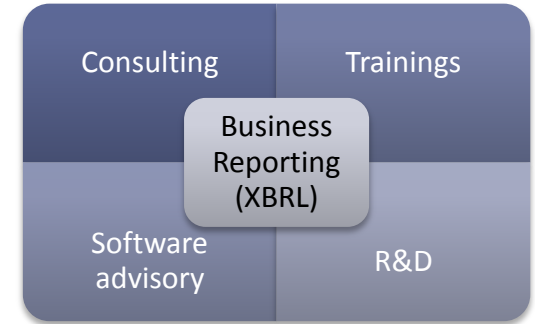 Consulting
Trainings
Business
Reporting
(XBRL)
Software
advisory
R&D